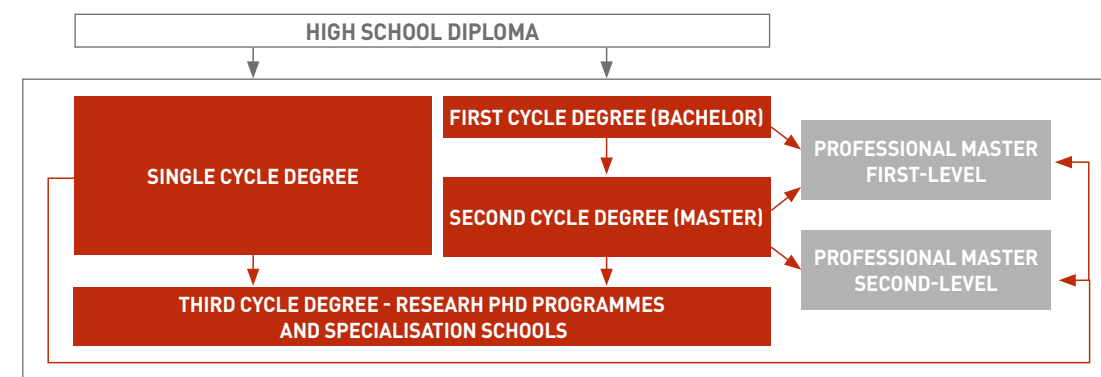 HIGH SCHOOL DIPLOMA
SINGLE CYCLE DEGREE
FIRST CYCLE DEGREE (BACHELOR)
SECOND CYCLE DEGREE (MASTER)
PROFESSIONAL MASTER
FIRST-LEVEL
PROFESSIONAL MASTER
SECOND-LEVEL
THIRD CYCLE DEGREE - RESEARH PHD PROGRAMMES
AND SPECIALISATION SCHOOLS